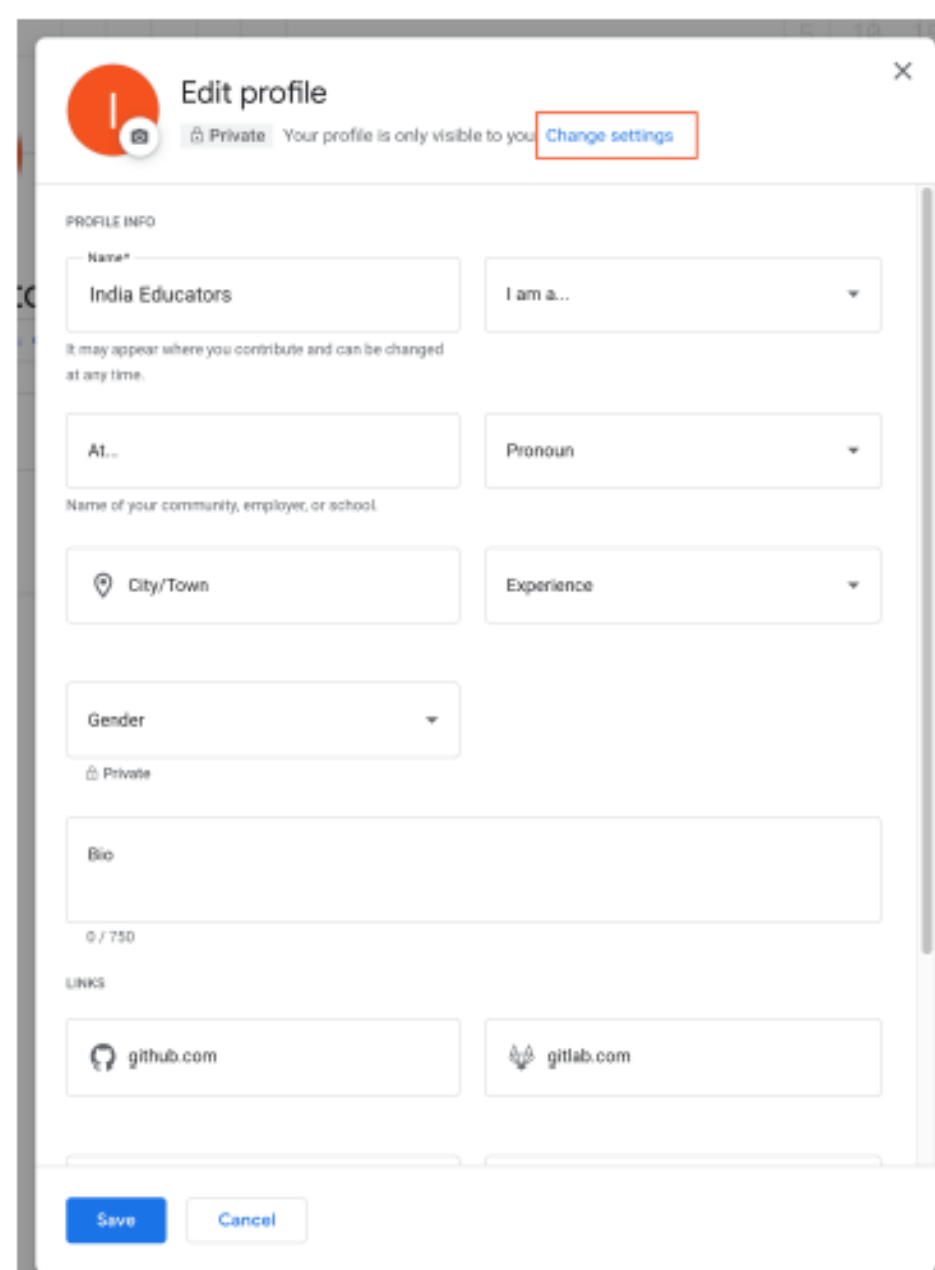 5 10
I
Edit profile
Private Your profile is only visible to you Change settings
PROFILE INFO
Name*
India Educators
I am a...
It may appear where you contribute and can be changed
at any time.
At...
Pronoun
Name of your community, employer, or school.
City/Town
Experience
Gender
Private
Bio
0 / 750
LINKS
github.com
gitlab.com
Save
Cancel